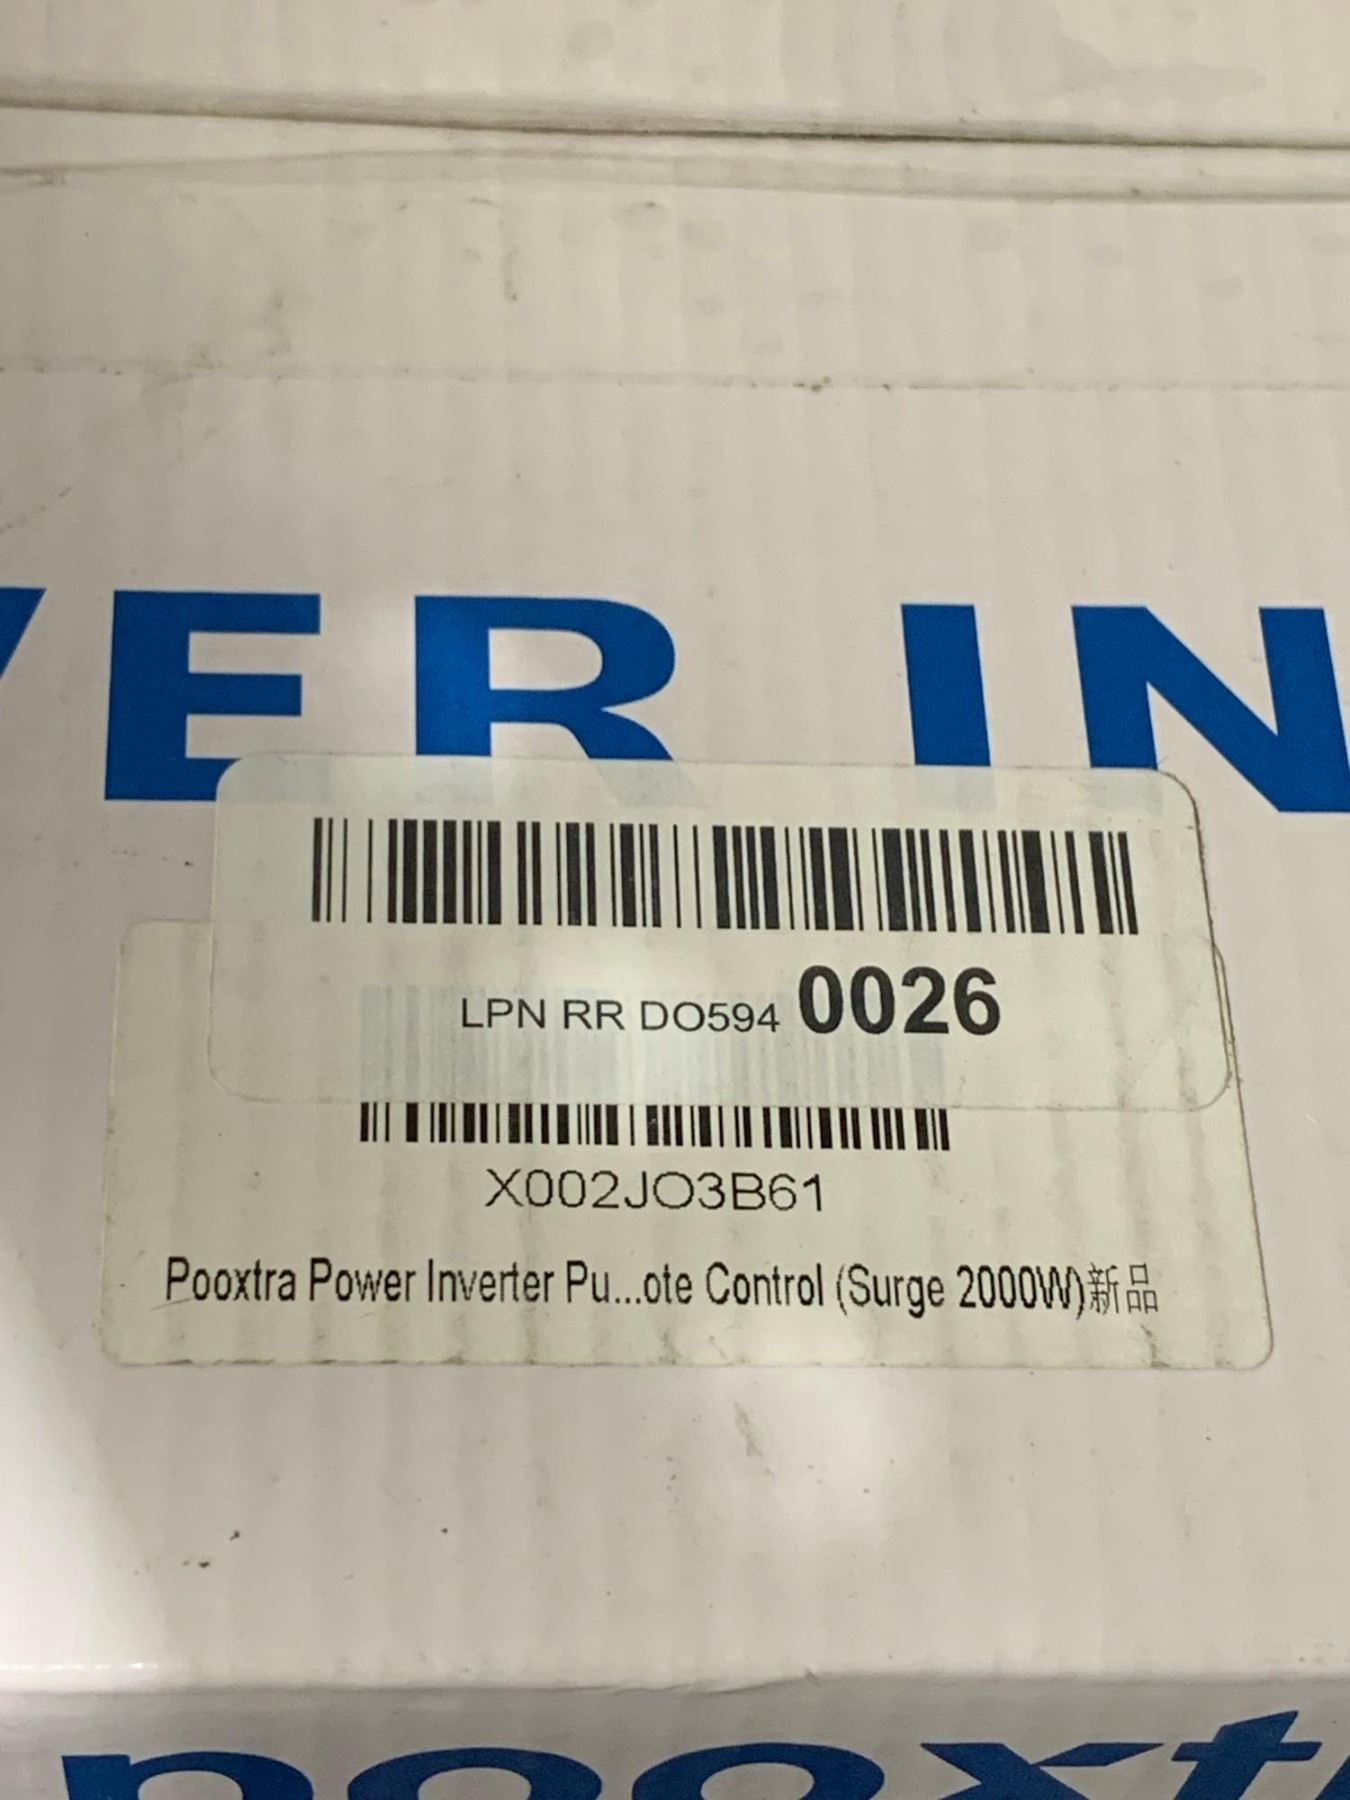 VER IN
LPN RR DO594 0026
X002JO3B61
Pooxtra Power Inverter Pu...ote Control (Surge 2000W)新品
pooxt